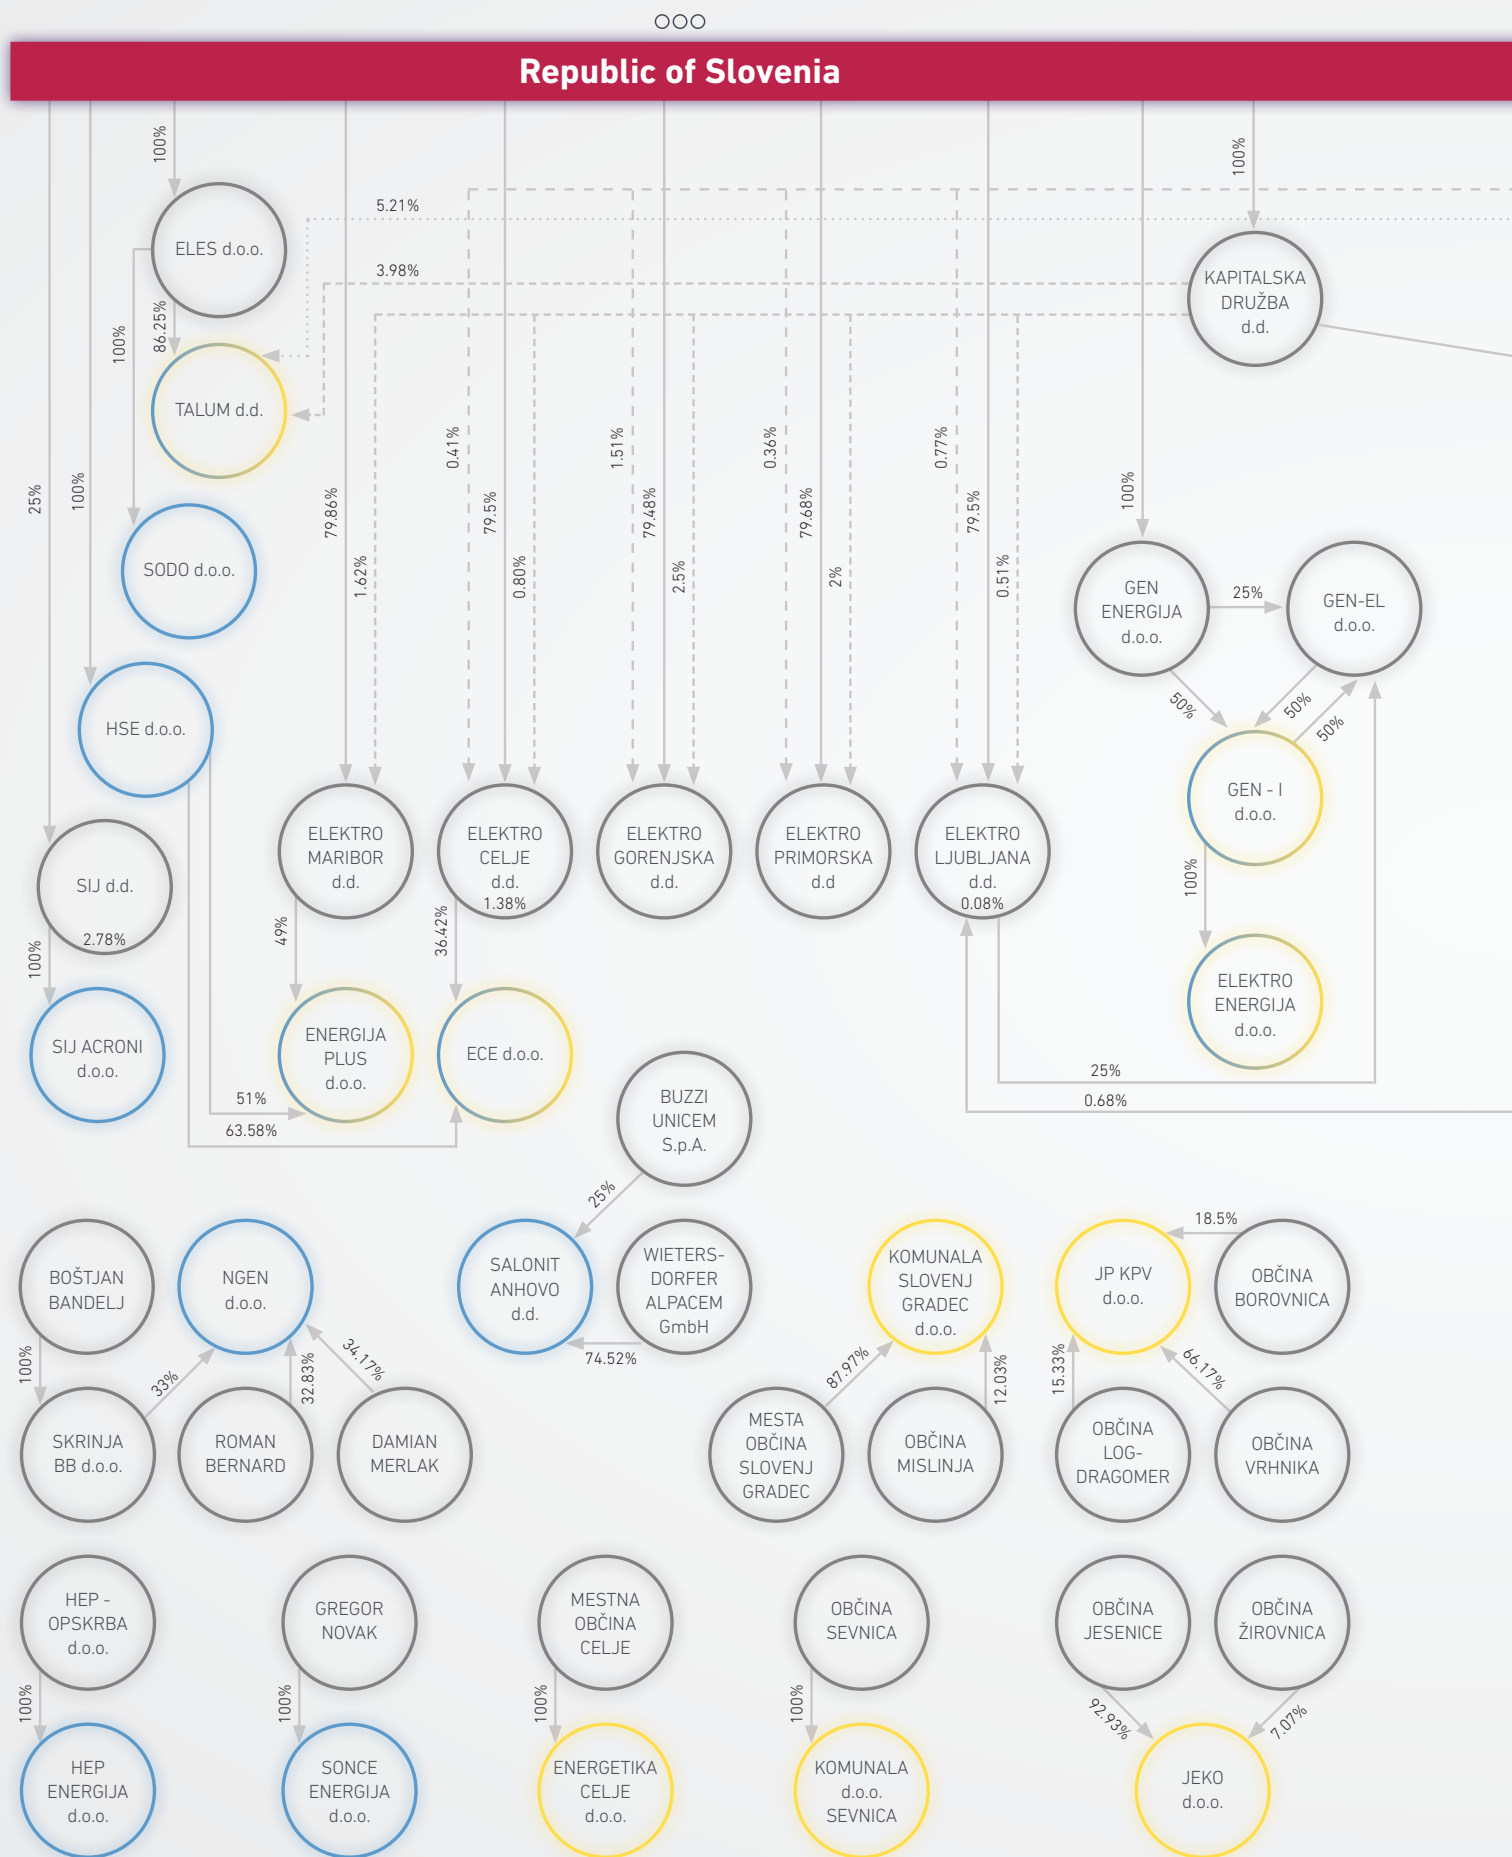 Republic of Slovenia
100%
100%
5.21%
ELES d.o.o.
3.98%
KAPITALSKA
DRUŽBA
d.d.
86.25%
100%
TALUM d.d.
0.41%
1.51%
0.36%
0.77%
25%
100%
79.86%
79.5%
79.48%
79.68%
79.5%
100%
SODO d.o.o.
1.62%
0.80%
2.5%
2%
0.51%
GEN
ENERGIJA
d.o.o.
25%
GEN-EL
d.o.o.
HSE d.o.o.
50%
50%
50%
GEN - I
d.o.o.
SIJ d.d.
2.78%
ELEKTRO
MARIBOR
d.d.
ELEKTRO
CELJE
d.d.
1.38%
ELEKTRO
GORENJSKA
d.d.
ELEKTRO
PRIMORSKA
d.d
ELEKTRO
LJUBLJANA
d.d.
0.08%
100%
100%
49%
36.42%
ELEKTRO
ENERGIJA
d.o.o.
SIJ ACRONI
d.o.o.
ENERGIJA
PLUS
d.o.o.
ECE d.o.o.
25%
51%
0.68%
63.58%
BUZZI
UNICEM
S.p.A.
25%
18.5%
BOŠTJAN
BANDELJ
NGEN
d.o.o.
SALONIT
ANHOVO
d.d.
WIETERS-
DORFER
ALPACEM
GmbH
74.52%
KOMUNALA
SLOVENJ
GRADEC
d.o.o.
JP KPV
d.o.o.
OBČINA
BOROVNICA
100%
33%
32.83%
34.17%
87.97%
12.03%
15.33%
66.17%
SKRINJA
BB d.o.o.
ROMAN
BERNARD
DAMIAN
MERLAK
MESTA
OBČINA
SLOVENJ
GRADEC
OBČINA
MISLINJA
OBČINA
LOG-
DRAGOMER
OBČINA
VRHNIKA
HEP -
OPSKRBA
d.o.o.
GREGOR
NOVAK
MESTNA
OBČINA
CELJE
OBČINA
SEVNICA
OBČINA
JESENICE
OBČINA
ŽIROVNICA
100%
100%
100%
100%
92.93%
7.07%
HEP
ENERGIJA
d.o.o.
SONCE
ENERGIJA
d.o.o.
ENERGETIKA
CELJE
d.o.o.
KOMUNALA
d.o.o.
SEVNICA
JEKO
d.o.o.